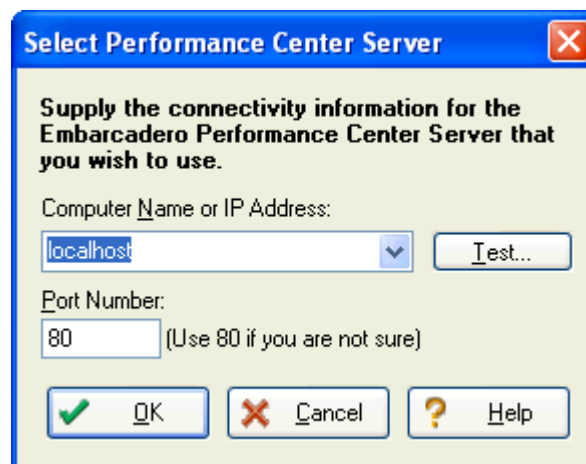 Select Performance Center Server
Supply the connectivity information for the
Embarcadero Performance Center Server that
you wish to use.
Computer Name or IP Address:
localhost
Test...
Port Number:
80 (Use 80 if you are not sure)
OK Cancel Help